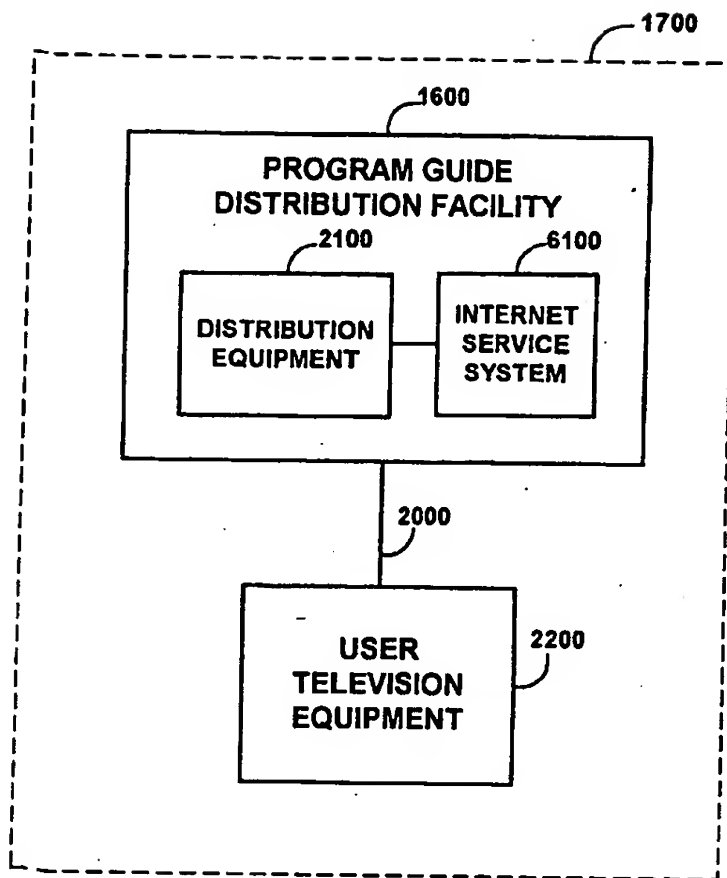 1700
1600
PROGRAM GUIDE
DISTRIBUTION FACILITY
2100
6100
DISTRIBUTION
EQUIPMENT
INTERNET
SERVICE
SYSTEM
2000
USER
TELEVISION
EQUIPMENT
2200